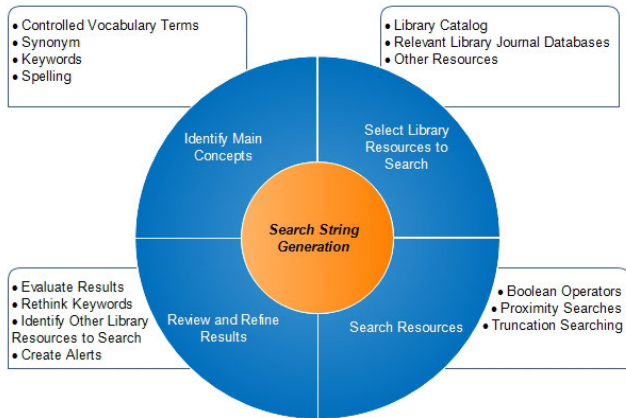 • Controlled Vocabulary Terms
• Synonym
• Keywords
• Spelling
• Library Catalog
• Relevant Library Journal Databases
• Other Resources
Identify Main
Concepts
Select Library
Resources to
Search
Search String
Generation
• Evaluate Results
• Rethink Keywords
• Identify Other Library
Resources to Search
• Create Alerts
Review and Refine
Results
Search Resources
• Boolean Operators
• Proximity Searches
• Truncation Searching